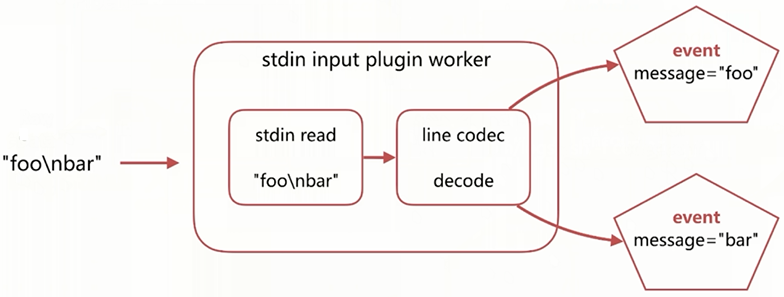 stdin input plugin worker
"foo\nbar"
stdin read
"foo\nbar"
line codec
decode
event
message="foo"
event
message="bar"